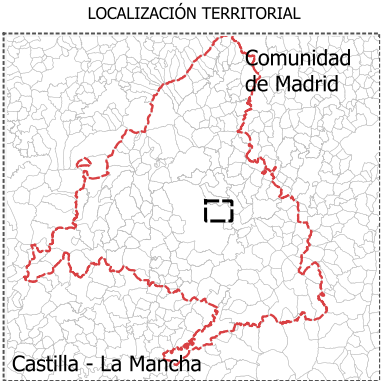 LOCALIZACIÓN TERRITORIAL
Comunidad
de Madrid
Castilla - La Mancha